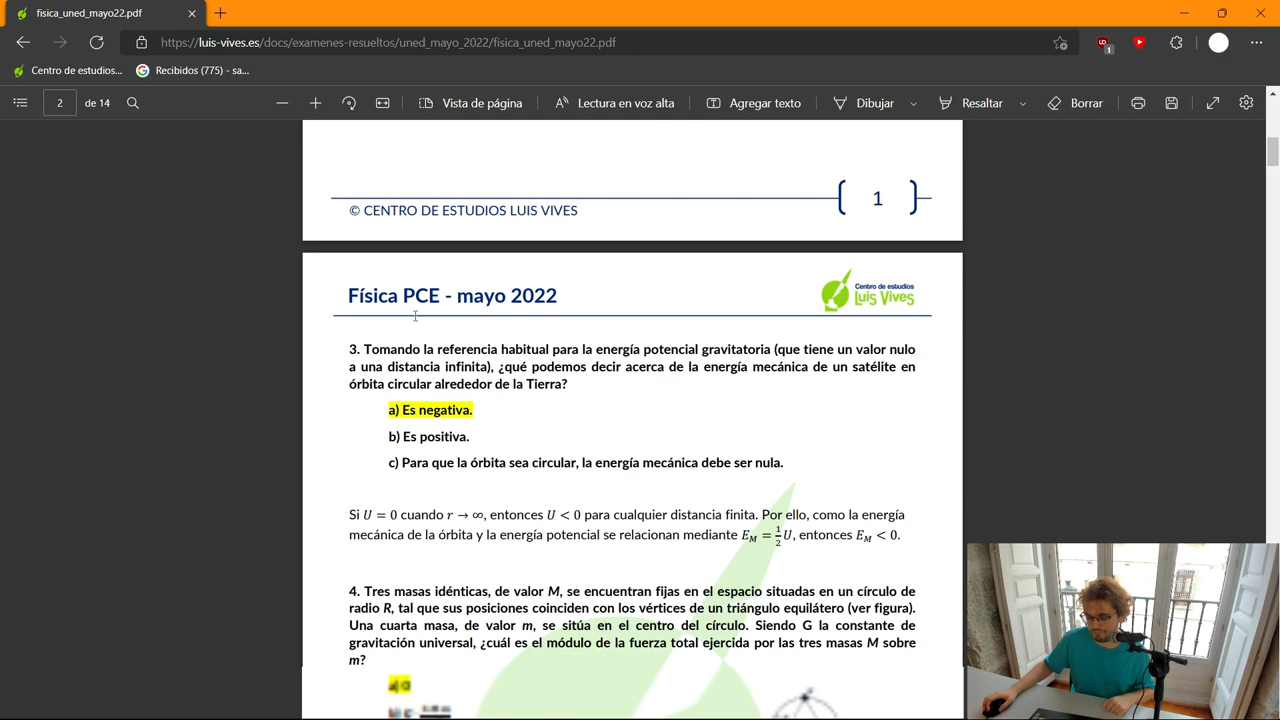 fisica_uned_mayo22.pdf
https://luis-vives.es/docs/examenes-resueltos/uned_mayo_2022/fisica_uned_mayo22.pdf
1
Centro de estudios...
Recibidos (775) - sa...
2 de 14
Vista de página
Lectura en voz alta
Agregar texto
Dibujar
Resaltar
Borrar
1
© CENTRO DE ESTUDIOS LUIS VIVES
Física PCE - mayo 2022
Centro de estudios
Luis Vives
3. Tomando la referencia habitual para la energía potencial gravitatoria (que tiene un valor nulo
a una distancia infinita), ¿qué podemos decir acerca de la energía mecánica de un satélite en
órbita circular alrededor de la Tierra?
a) Es negativa.
b) Es positiva.
c) Para que la órbita sea circular, la energía mecánica debe ser nula.
Si U = 0 cuando r → ∞, entonces U < 0 para cualquier distancia finita. Por ello, como la energía
mecánica de la órbita y la energía potencial se relacionan mediante E_M = 1/2 U, entonces E_M < 0.
4. Tres masas idénticas, de valor M, se encuentran fijas en el espacio situadas en un círculo de
radio R, tal que sus posiciones coinciden con los vértices de un triángulo equilátero (ver figura).
Una cuarta masa, de valor m, se sitúa en el centro del círculo. Siendo G la constante de
gravitación universal, ¿cuál es el módulo de la fuerza total ejercida por las tres masas M sobre
m?